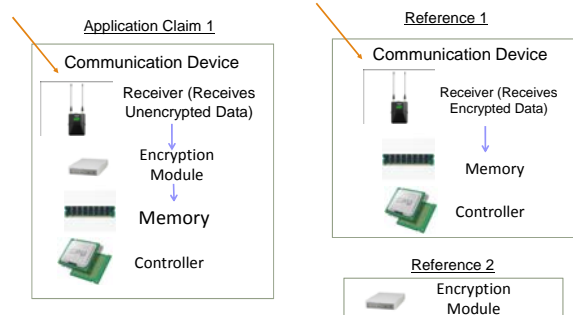 Application Claim 1
Communication Device
Receiver (Receives
Unencrypted Data)
Encryption
Module
Memory
Controller
Reference 1
Communication Device
Receiver (Receives
Encrypted Data)
Memory
Controller
Reference 2
Encryption
Module